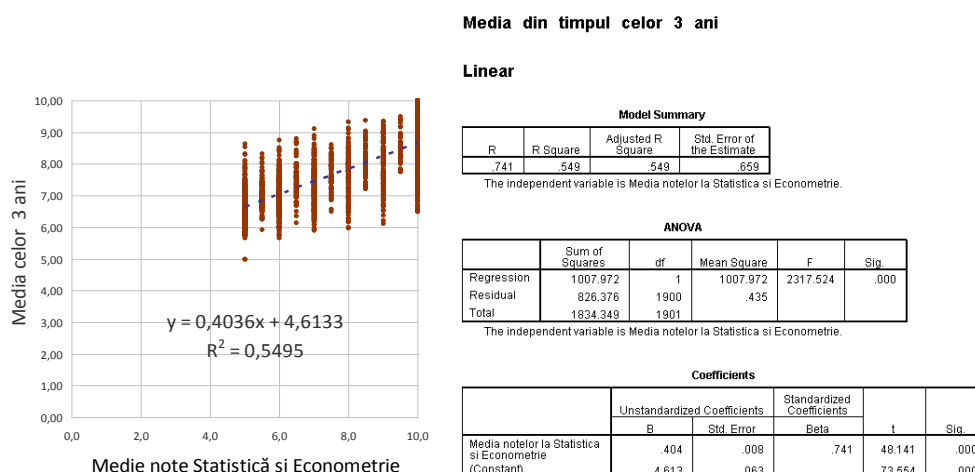 Media din timpul celor 3 ani
Linear
Model Summary
R R Square Adjusted R Square Std. Error of the Estimate
.741 .549 .549 .659
The independent variable is Media notelor la Statistica si Econometrie.
ANOVA
Sum of Squares df Mean Square F Sig.
Regression 1007.972 1 1007.972 2317.524 .000
Residual 826.376 1900 .435
Total 1834.349 1901
The independent variable is Media notelor la Statistica si Econometrie.
Coefficients
Unstandardized Coefficients Standardized Coefficients
B Std. Error Beta t Sig.
Media notelor la Statistica si Econometrie .404 .008 .741 48.141 .000
(Constant) 4.613 .063 73.554 .000
10,00
9,00
8,00
7,00
6,00
5,00
4,00
3,00
2,00
1,00
0,00
Media celor 3 ani
y = 0,4036x + 4,6133
R² = 0,5495
0,0 2,0 4,0 6,0 8,0 10,0
Medie note Statistică si Econometrie